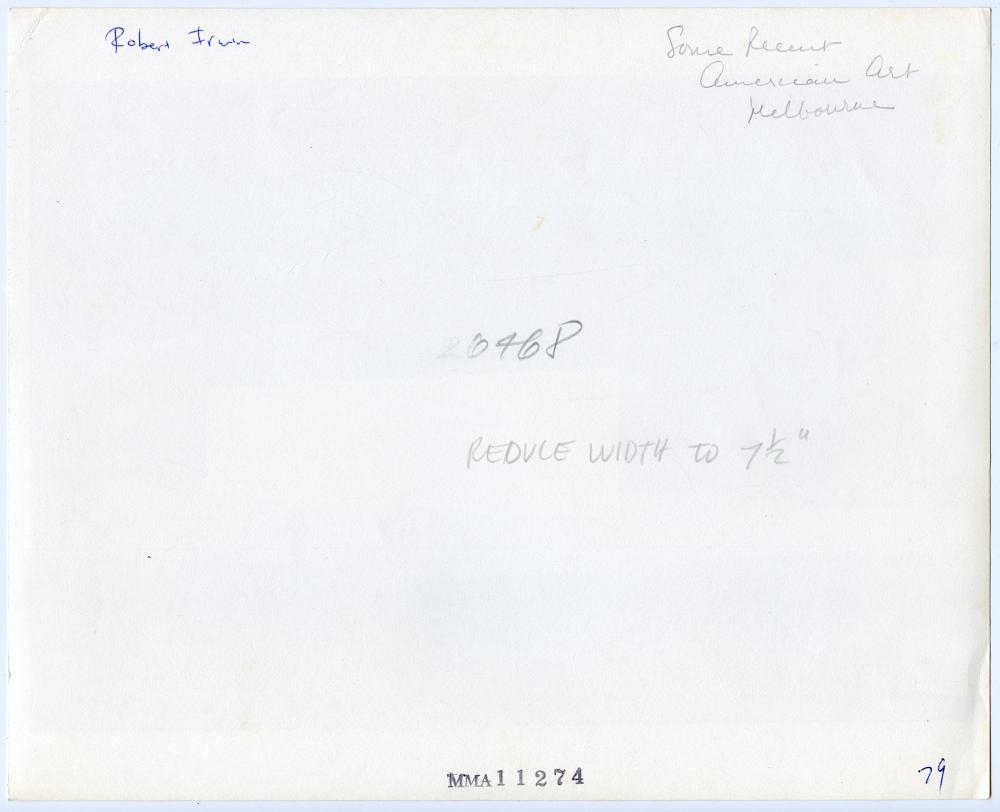 Robert Irwin
Some Recent
American Art
Melbourne
20468
REDUCE WIDTH TO 7½"
MMA11274
79